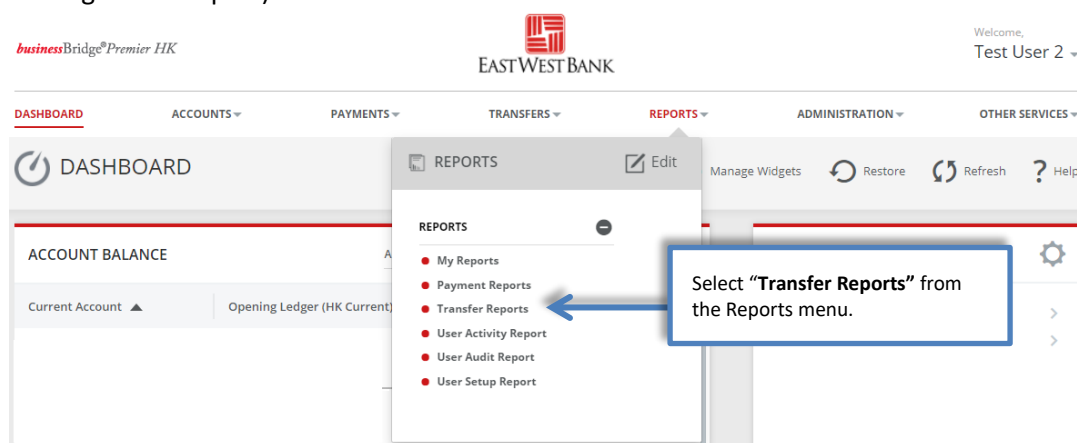 businessBridge® Premier HK
EASTWESTBANK
Welcome,
Test User 2
DASHBOARD ACCOUNTS PAYMENTS TRANSFERS REPORTS ADMINISTRATION OTHER SERVICES
DASHBOARD
REPORTS Edit
Manage Widgets Restore Refresh ? Help
REPORTS
ACCOUNT BALANCE A
My Reports
Payment Reports
Current Account Opening Ledger (HK Current)
Transfer Reports
User Activity Report
User Audit Report
User Setup Report
Select “Transfer Reports” from
the Reports menu.